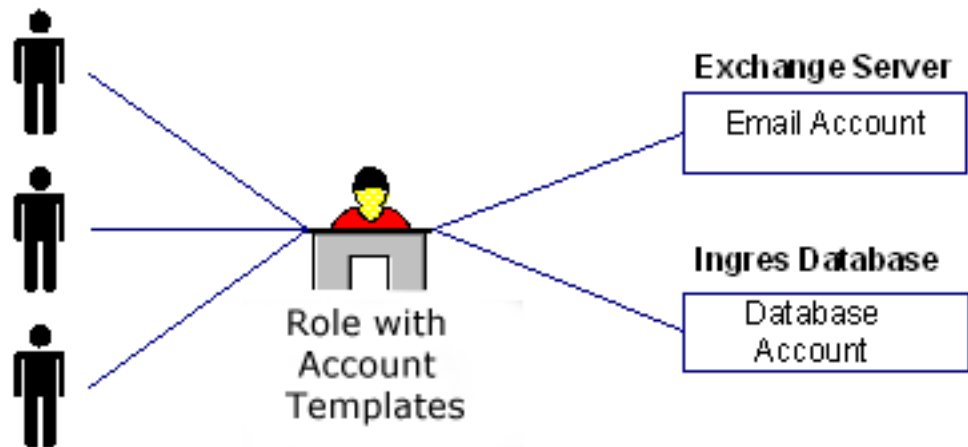 Exchange Server
Email Account
Ingres Database
Database
Account
Role with
Account
Templates